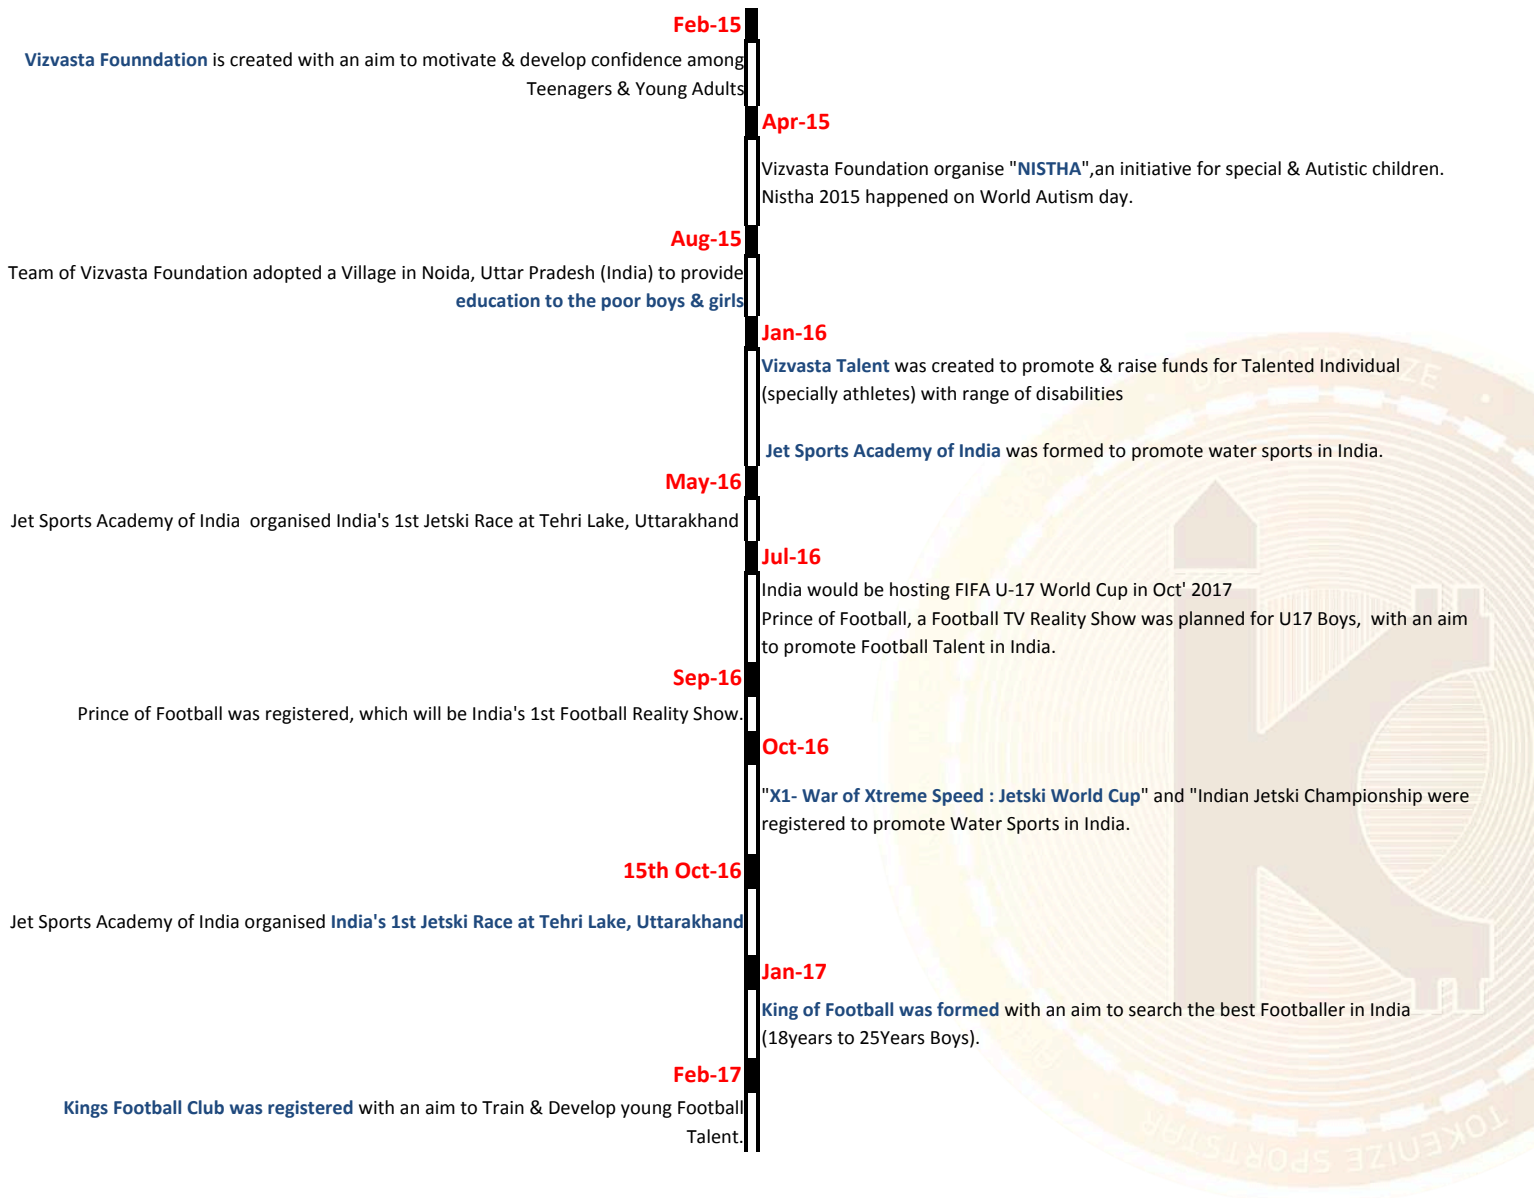 Feb-15
Vizvasta Founndation is created with an aim to motivate & develop confidence among
Teenagers & Young Adults
Apr-15
Vizvasta Foundation organise "NISTHA",an initiative for special & Autistic children.
Nistha 2015 happened on World Autism day.
Aug-15
Team of Vizvasta Foundation adopted a Village in Noida, Uttar Pradesh (India) to provide
education to the poor boys & girls
Jan-16
Vizvasta Talent was created to promote & raise funds for Talented Individual
(specially athletes) with range of disabilities
Jet Sports Academy of India was formed to promote water sports in India.
May-16
Jet Sports Academy of India  organised India's 1st Jetski Race at Tehri Lake, Uttarakhand
Jul-16
India would be hosting FIFA U-17 World Cup in Oct' 2017
Prince of Football, a Football TV Reality Show was planned for U17 Boys,  with an aim
to promote Football Talent in India.
Sep-16
Prince of Football was registered, which will be India's 1st Football Reality Show.
Oct-16
"X1- War of Xtreme Speed : Jetski World Cup" and "Indian Jetski Championship were
registered to promote Water Sports in India.
15th Oct-16
Jet Sports Academy of India organised India's 1st Jetski Race at Tehri Lake, Uttarakhand
Jan-17
King of Football was formed with an aim to search the best Footballer in India
(18years to 25Years Boys).
Feb-17
Kings Football Club was registered with an aim to Train & Develop young Football
Talent.
TOKENIZE SPORTSTAR